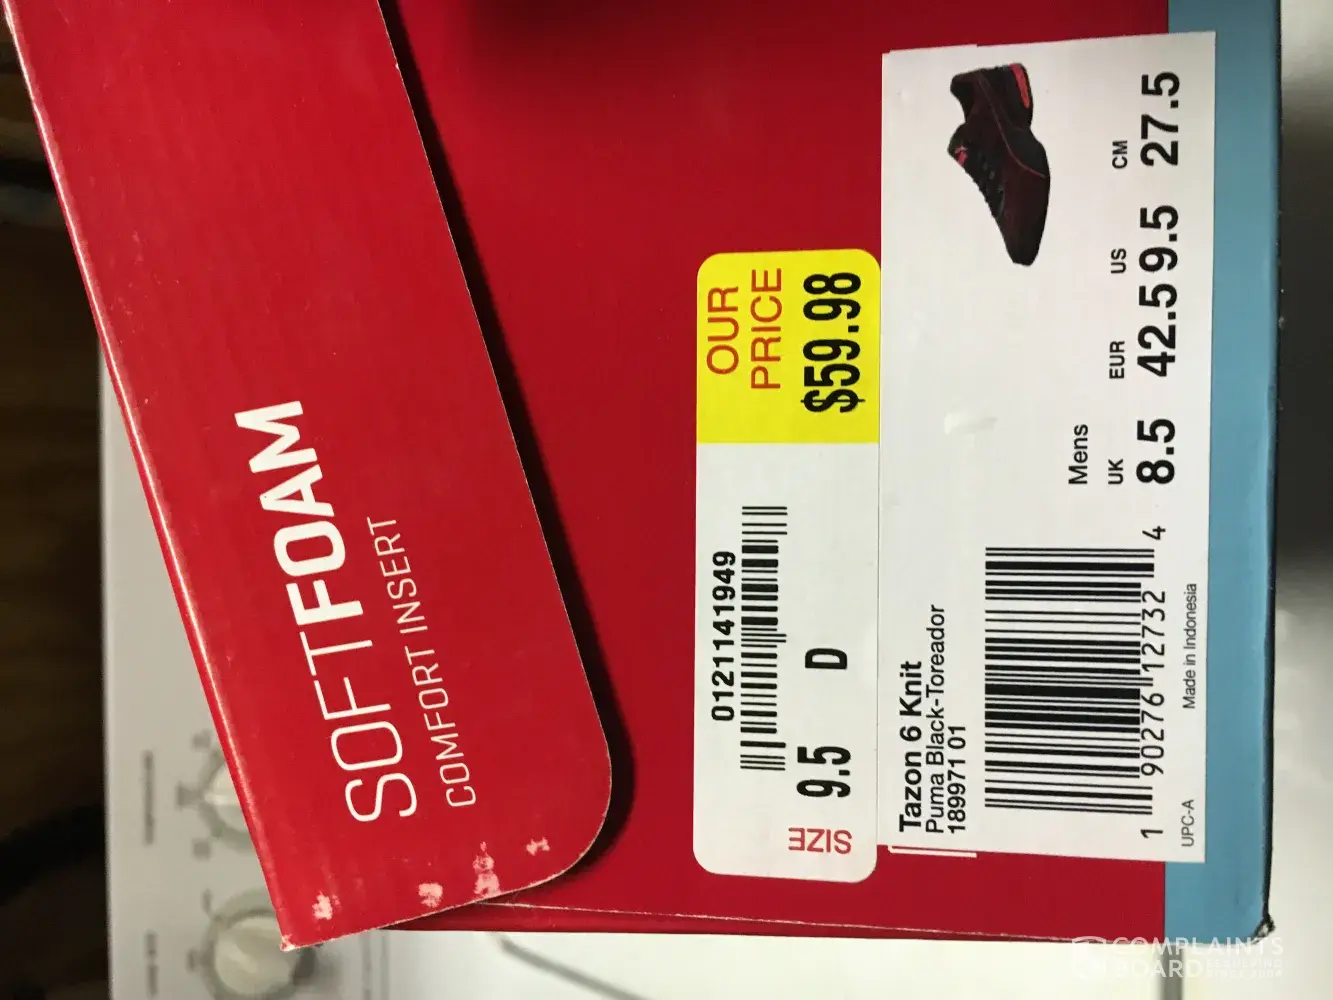 SOFTFOAM
COMFORT INSERT
OUR
PRICE
$59.98
0121141949
SIZE 9.5 D
Tazon 6 Knit
Puma Black-Toreador
189971 01
Mens
UK EUR US CM
8.5 42.5 9.5 27.5
1 90276 12732 4
UPC-A Made in Indonesia
COMPLAINTS
BOARD